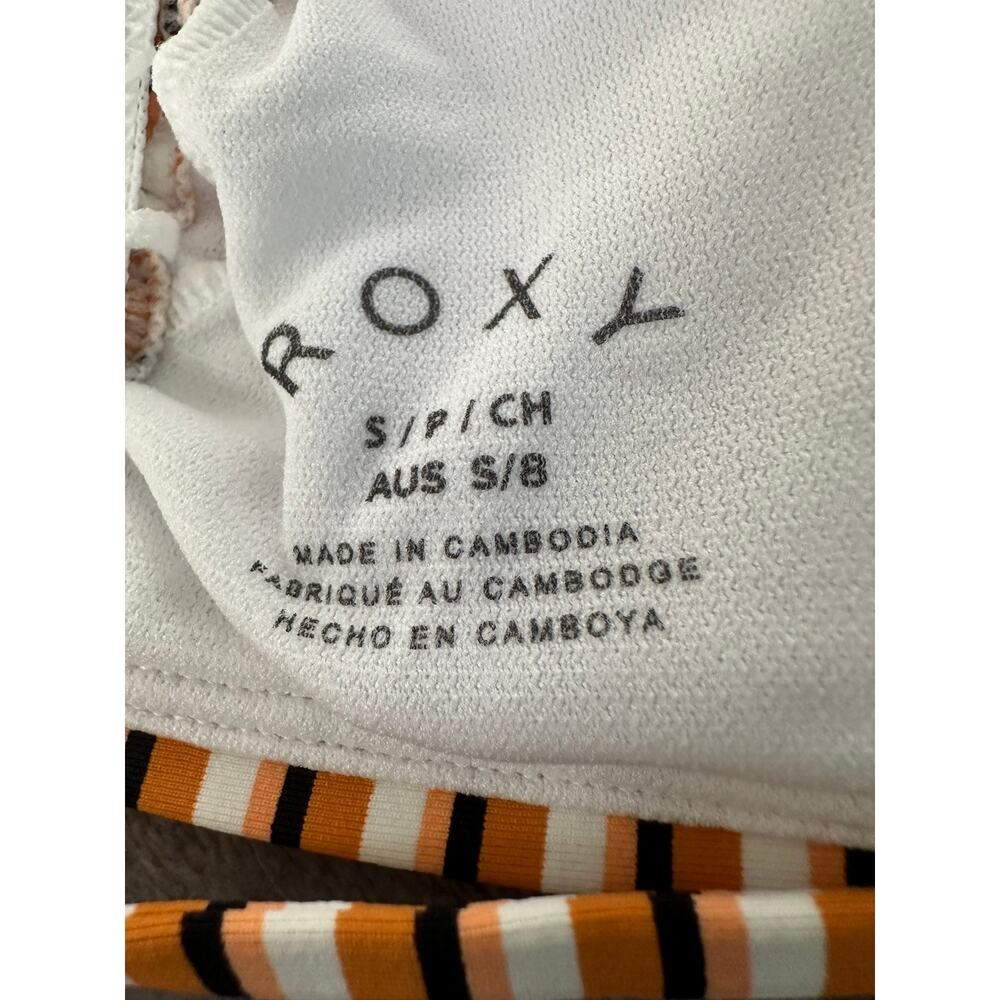 ROXY
S/P/CH
AUS S/8
MADE IN CAMBODIA
FABRIQUÉ AU CAMBODGE
HECHO EN CAMBOYA